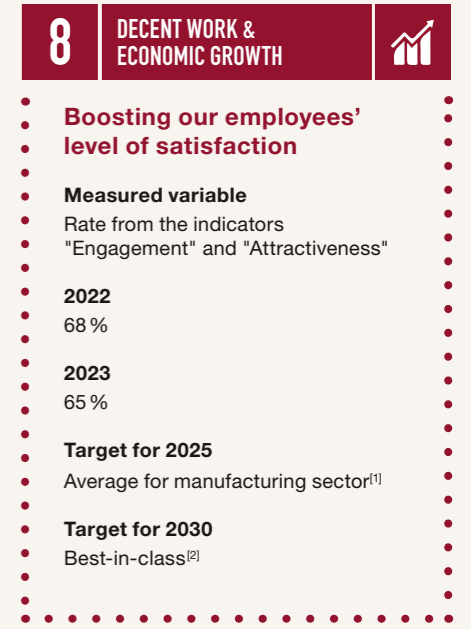 8
DECENT WORK &
ECONOMIC GROWTH
Boosting our employees’
level of satisfaction
Measured variable
Rate from the indicators
"Engagement" and "Attractiveness"
2022
68 %
2023
65 %
Target for 2025
Average for manufacturing sector[1]
Target for 2030
Best-in-class[2]